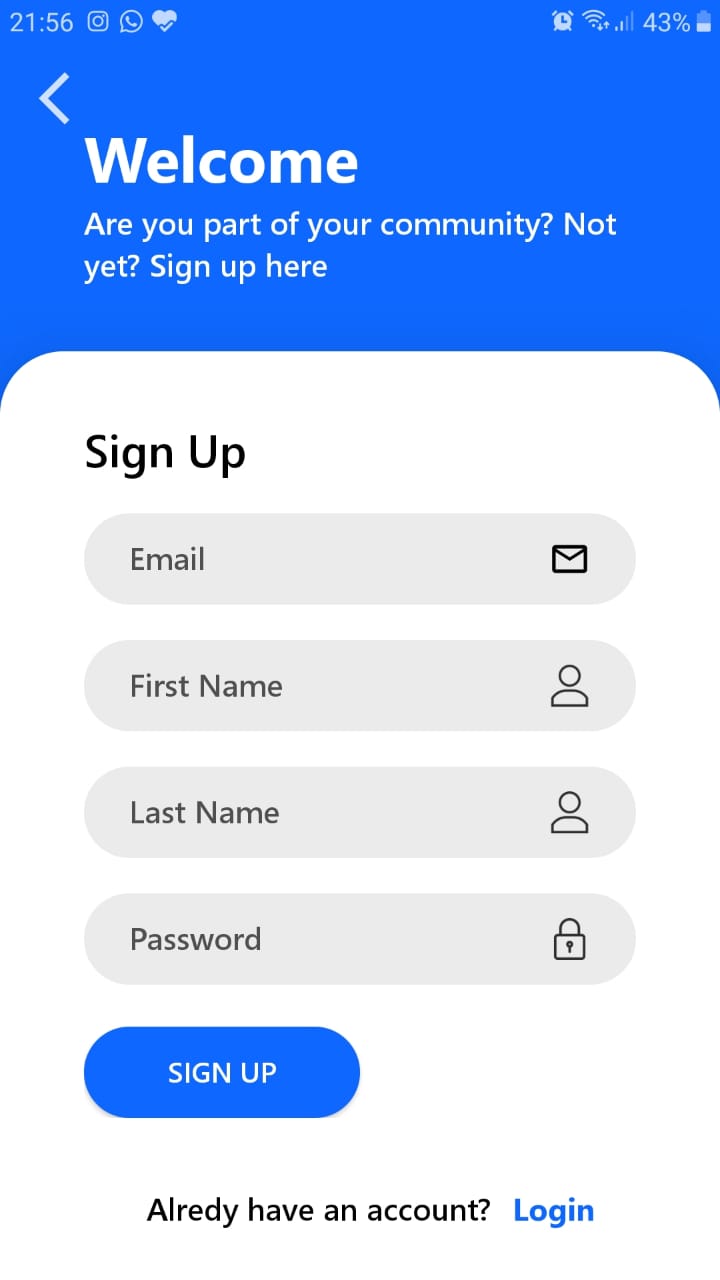 21:56 43%
Welcome
Are you part of your community? Not
yet? Sign up here
Sign Up
Email
First Name
Last Name
Password
SIGN UP
Alredy have an account? Login